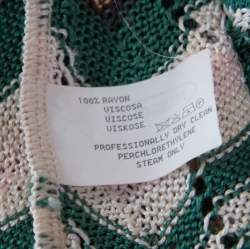 100% RAYON
VISCOSA
VISCOSE
VISKOSE
PROFESSIONALLY DRY CLEAN
PERCHLORETHYLENE
STEAM ONLY